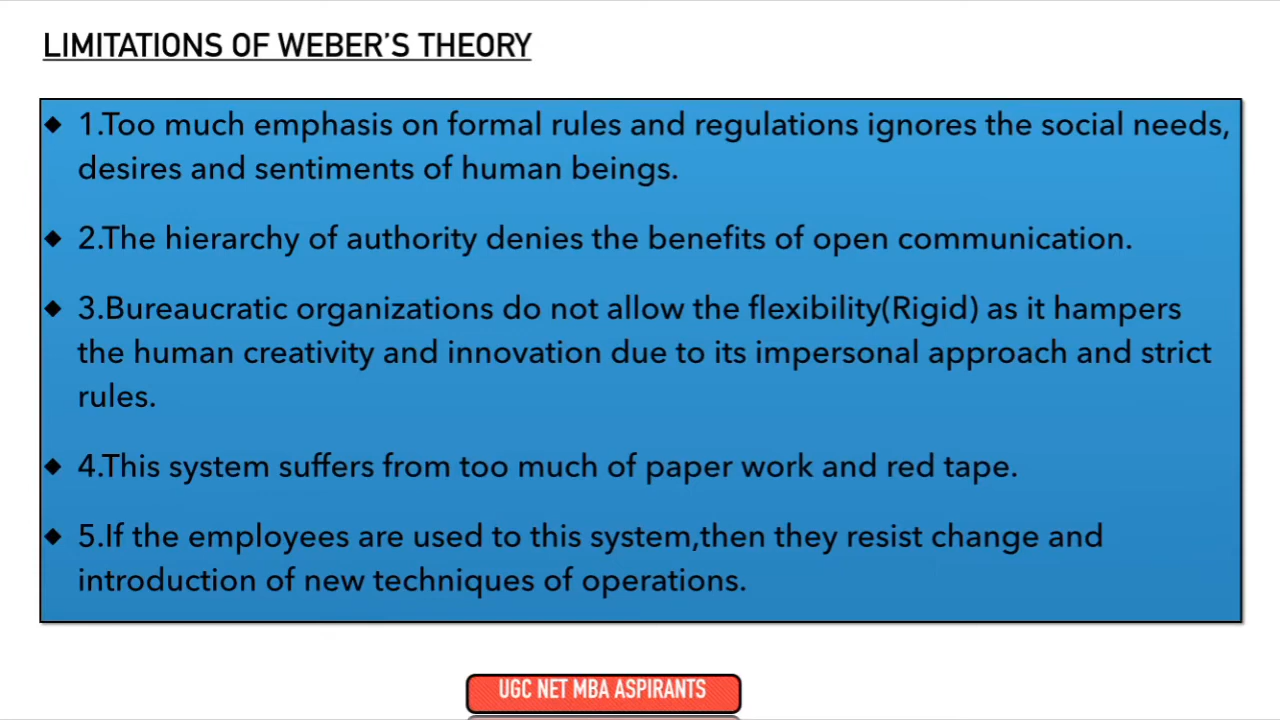 LIMITATIONS OF WEBER'S THEORY
◆ 1.Too much emphasis on formal rules and regulations ignores the social needs,
desires and sentiments of human beings.
◆ 2.The hierarchy of authority denies the benefits of open communication.
◆ 3.Bureaucratic organizations do not allow the flexibility(Rigid) as it hampers
the human creativity and innovation due to its impersonal approach and strict
rules.
◆ 4.This system suffers from too much of paper work and red tape.
◆ 5.If the employees are used to this system,then they resist change and
introduction of new techniques of operations.
UGC NET MBA ASPIRANTS